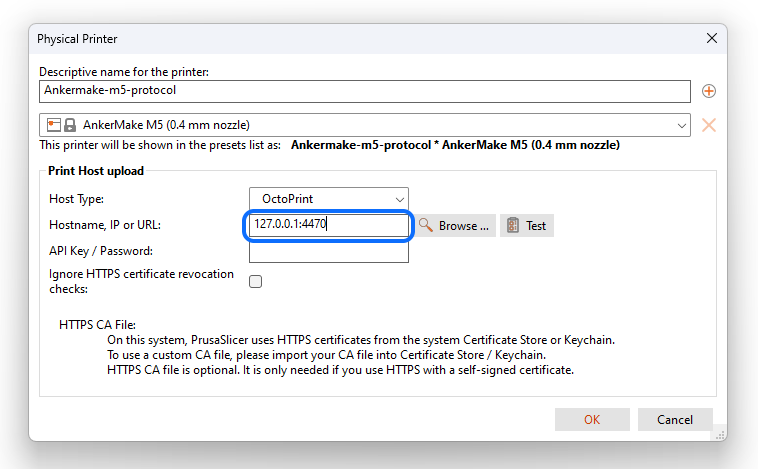 Physical Printer
Descriptive name for the printer:
Ankermake-m5-protocol
AnkerMake M5 (0.4 mm nozzle)
This printer will be shown in the presets list as: Ankermake-m5-protocol * AnkerMake M5 (0.4 mm nozzle)
Print Host upload
Host Type: OctoPrint
Hostname, IP or URL: 127.0.0.1:4470 Browse ... Test
API Key / Password:
Ignore HTTPS certificate revocation
checks:
HTTPS CA File:
On this system, PrusaSlicer uses HTTPS certificates from the system Certificate Store or Keychain.
To use a custom CA file, please import your CA file into Certificate Store / Keychain.
HTTPS CA file is optional. It is only needed if you use HTTPS with a self-signed certificate.
OK Cancel